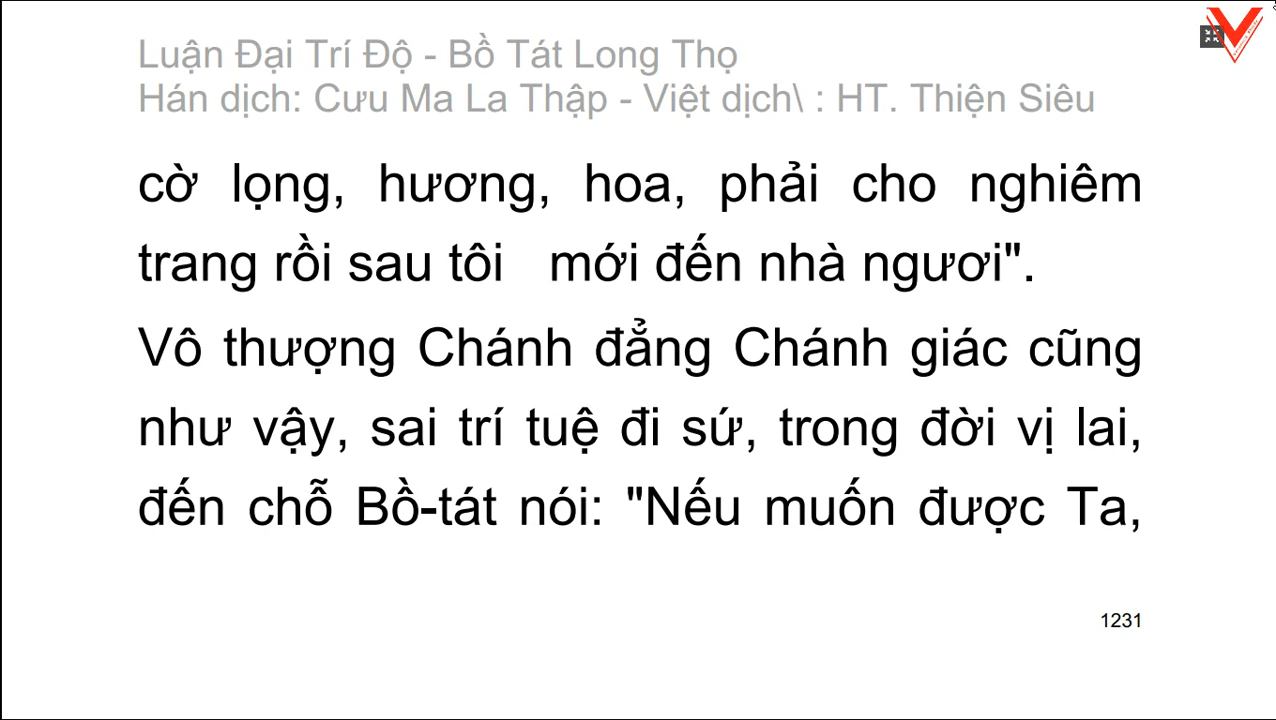 Luận Đại Trí Độ - Bồ Tát Long Thọ
Hán dịch: Cưu Ma La Thập - Việt dịch\ : HT. Thiện Siêu
cờ lọng, hương, hoa, phải cho nghiêm
trang rồi sau tôi mới đến nhà ngươi".
Vô thượng Chánh đẳng Chánh giác cũng
như vậy, sai trí tuệ đi sứ, trong đời vị lai,
đến chỗ Bồ-tát nói: "Nếu muốn được Ta,
1231